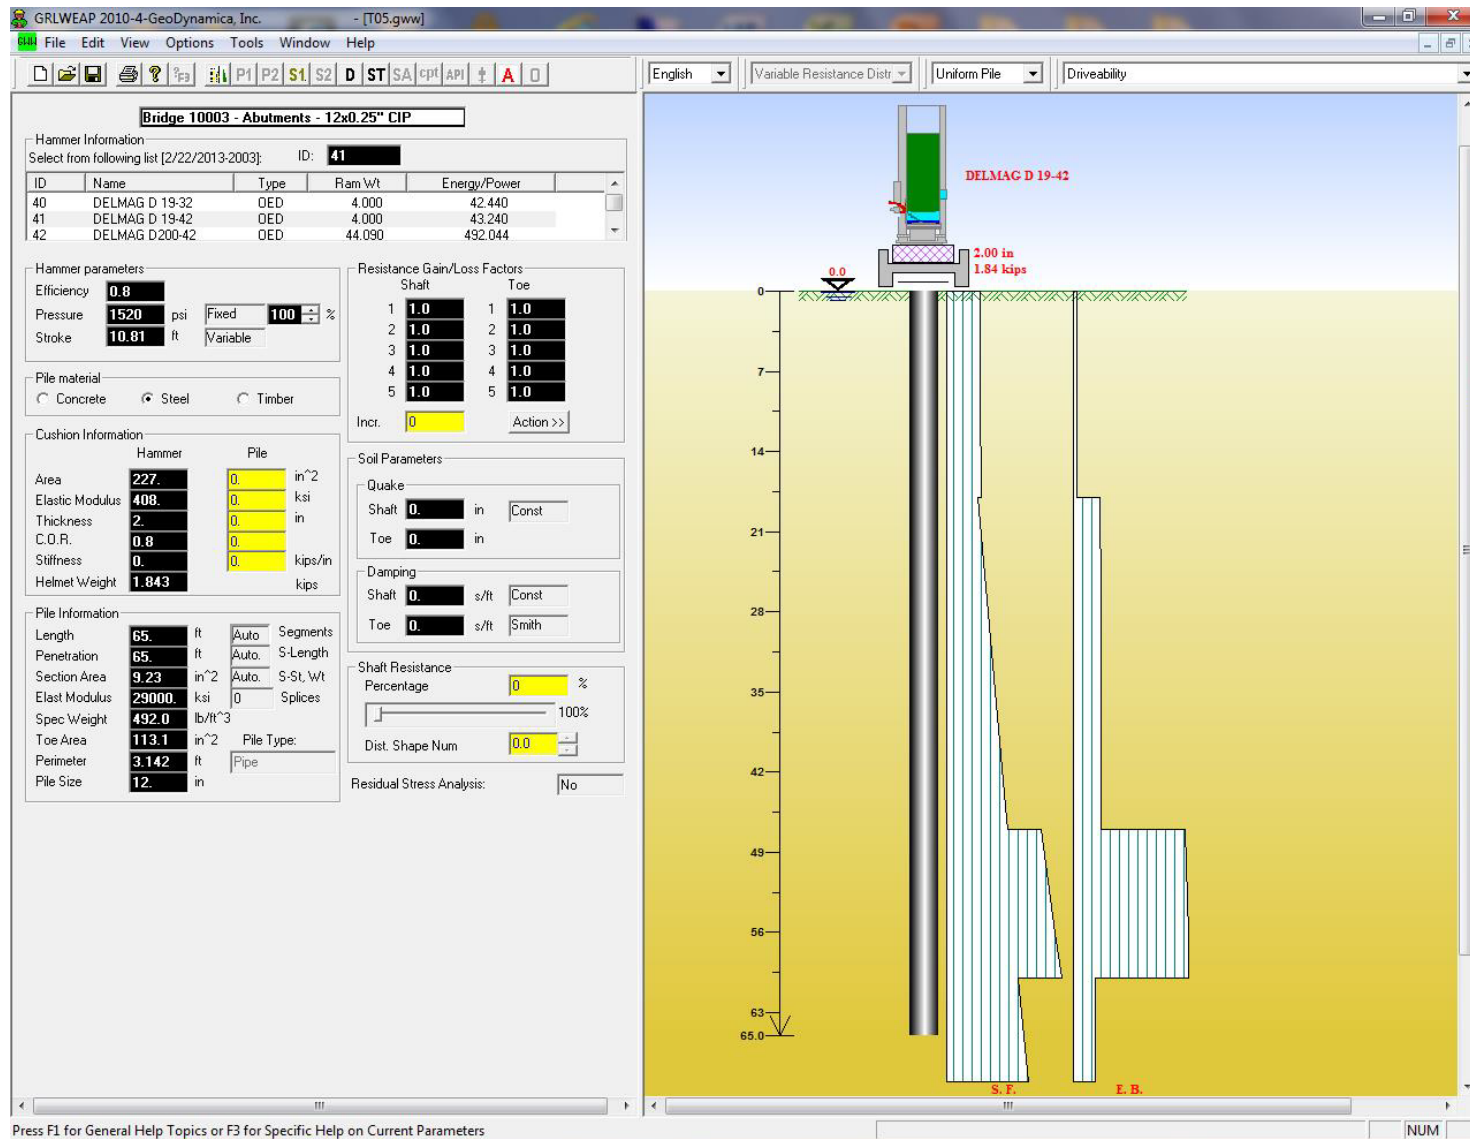 GRLWEAP 2010-4-GeoDynamica, Inc. - [T05.gww]
GWW File Edit View Options Tools Window Help
?F3 P1 P2 S1. S2 D ST SA cpt API A O English Variable Resistance Distr Uniform Pile Driveability
Bridge 10003 - Abutments - 12x0.25" CIP
Hammer Information
Select from following list [2/22/2013-2003]: ID: 41
ID Name Type Ram Wt Energy/Power
40 DELMAG D 19-32 OED 4.000 42.440
41 DELMAG D 19-42 OED 4.000 43.240
42 DELMAG D200-42 OED 44.090 492.044
Hammer parameters
Efficiency 0.8
Pressure 1520 psi Fixed 100 %
Stroke 10.81 ft Variable
Pile material
Concrete Steel Timber
Cushion Information
Hammer Pile
Area 227. 0. in^2
Elastic Modulus 408. 0. ksi
Thickness 2. 0. in
C.O.R. 0.8 0.
Stiffness 0. 0. kips/in
Helmet Weight 1.843 kips
Pile Information
Length 65. ft Auto Segments
Penetration 65. ft Auto. S-Length
Section Area 9.23 in^2 Auto. S-St, Wt
Elast Modulus 29000. ksi 0 Splices
Spec Weight 492.0 lb/ft^3
Toe Area 113.1 in^2 Pile Type:
Perimeter 3.142 ft Pipe
Pile Size 12. in
Resistance Gain/Loss Factors
Shaft Toe
1 1.0 1 1.0
2 1.0 2 1.0
3 1.0 3 1.0
4 1.0 4 1.0
5 1.0 5 1.0
Incr. 0 Action >>
Soil Parameters
Quake
Shaft 0. in Const
Toe 0. in
Damping
Shaft 0. s/ft Const
Toe 0. s/ft Smith
Shaft Resistance
Percentage 0 %
100%
Dist. Shape Num 0.0
Residual Stress Analysis: No
DELMAG D 19-42
2.00 in
1.84 kips
0.0
0
7
14
21
28
35
42
49
56
63
65.0
S. F. E. B.
Press F1 for General Help Topics or F3 for Specific Help on Current Parameters NUM